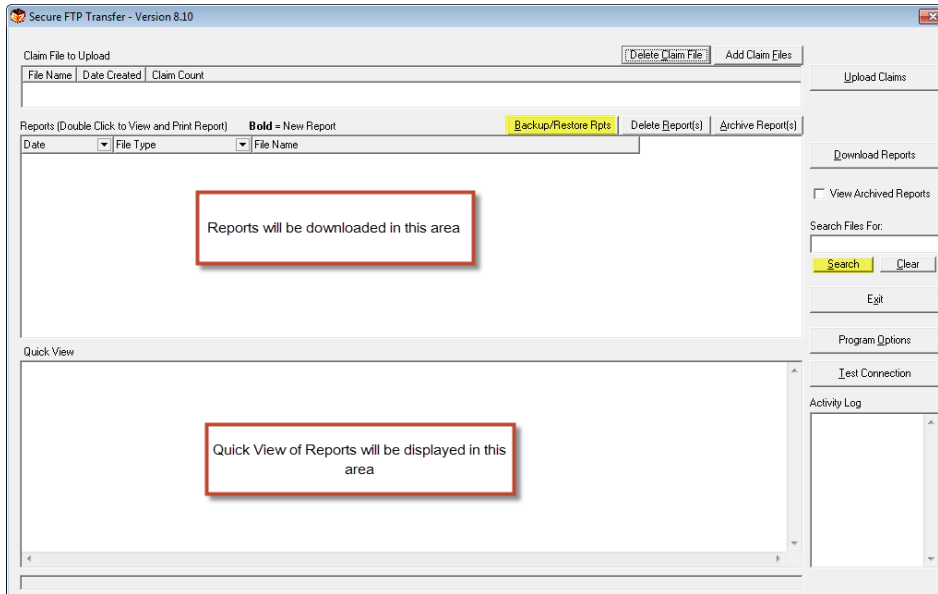 Secure FTP Transfer - Version 8.10
Claim File to Upload
Delete Claim File
Add Claim Files
File Name Date Created Claim Count
Upload Claims
Reports (Double Click to View and Print Report) Bold = New Report
Backup/Restore Rpts
Delete Report(s)
Archive Report(s)
Date File Type File Name
Download Reports
View Archived Reports
Reports will be downloaded in this area
Search Files For:
Search
Clear
Exit
Program Options
Quick View
Test Connection
Activity Log
Quick View of Reports will be displayed in this
area